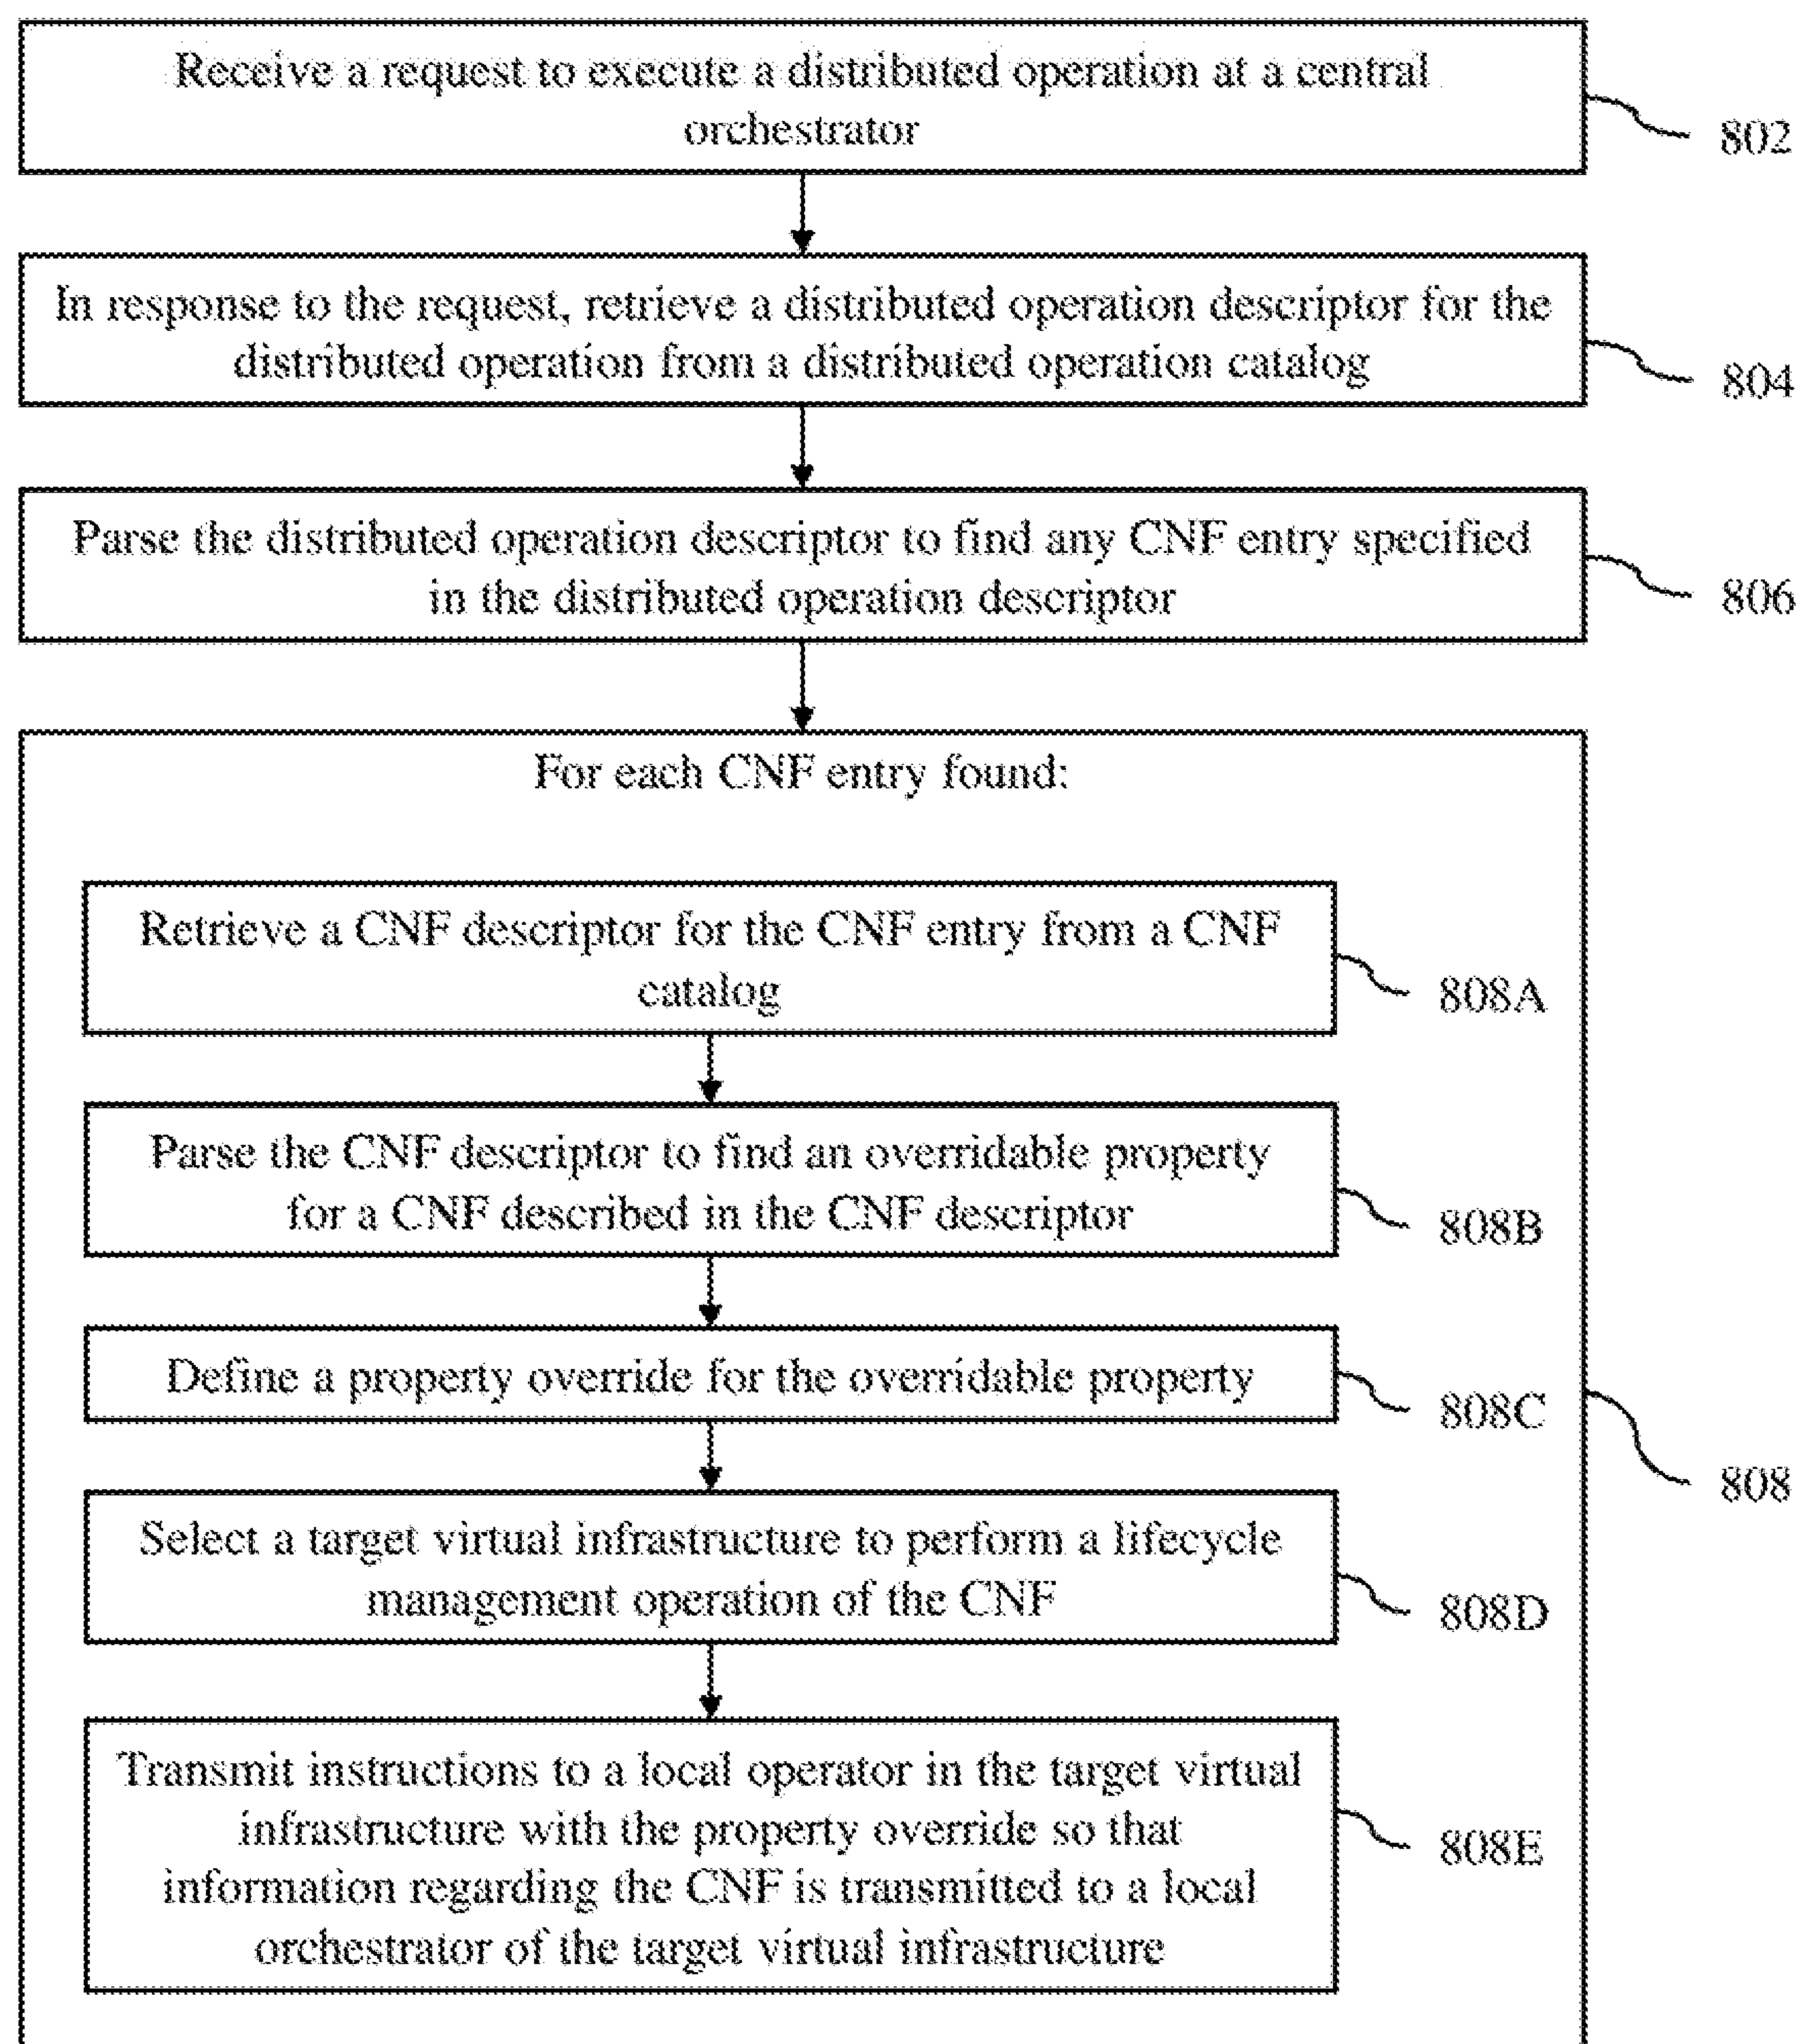 Receive a request to execute a distributed operation at a central
orchestrator
802
In response to the request, retrieve a distributed operation descriptor for the
distributed operation from a distributed operation catalog
804
Parse the distributed operation descriptor to find any CNF entry specified
in the distributed operation descriptor
806
For each CNF entry found:
Retrieve a CNF descriptor for the CNF entry from a CNF
catalog
808A
Parse the CNF descriptor to find an overridable property
for a CNF described in the CNF descriptor
808B
Define a property override for the overridable property
808C
808
Select a target virtual infrastructure to perform a lifecycle
management operation of the CNF
808D
Transmit instructions to a local operator in the target virtual
infrastructure with the property override so that
information regarding the CNF is transmitted to a local
orchestrator of the target virtual infrastructure
808E